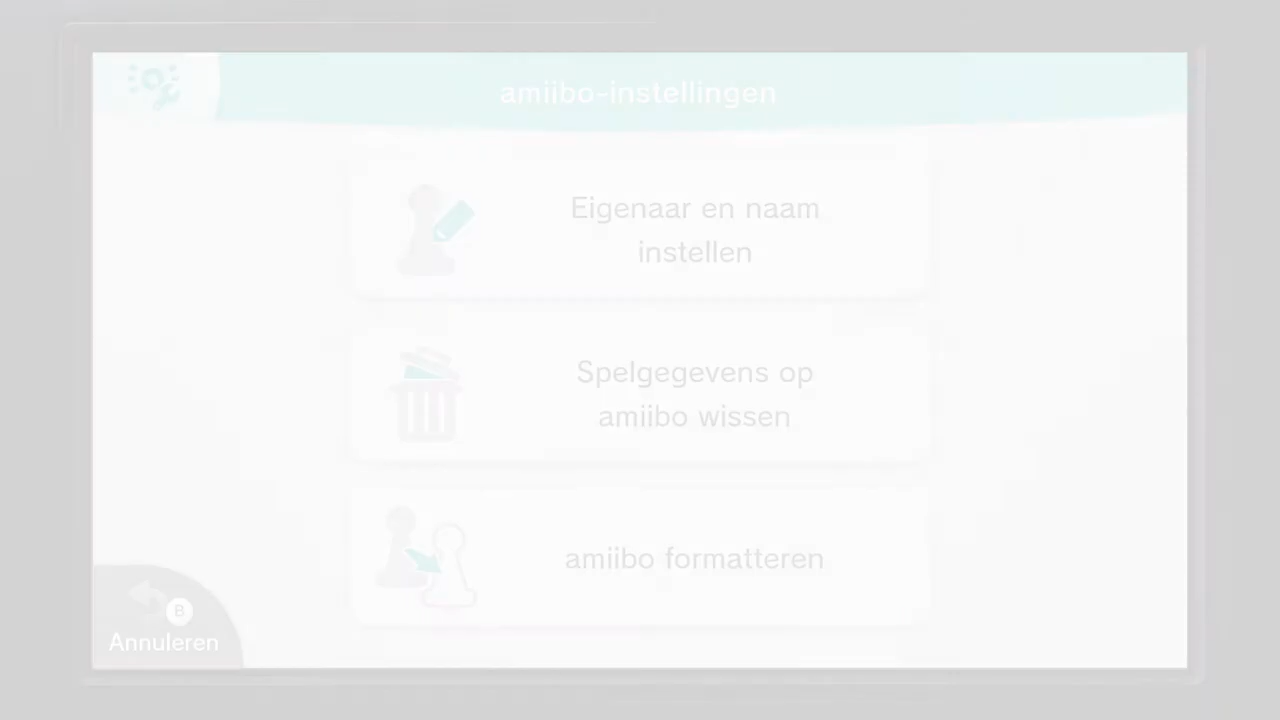 amiibo-instellingen
Eigenaar en naam
instellen
Spelgegevens op
amiibo wissen
amiibo formatteren
B
Annuleren